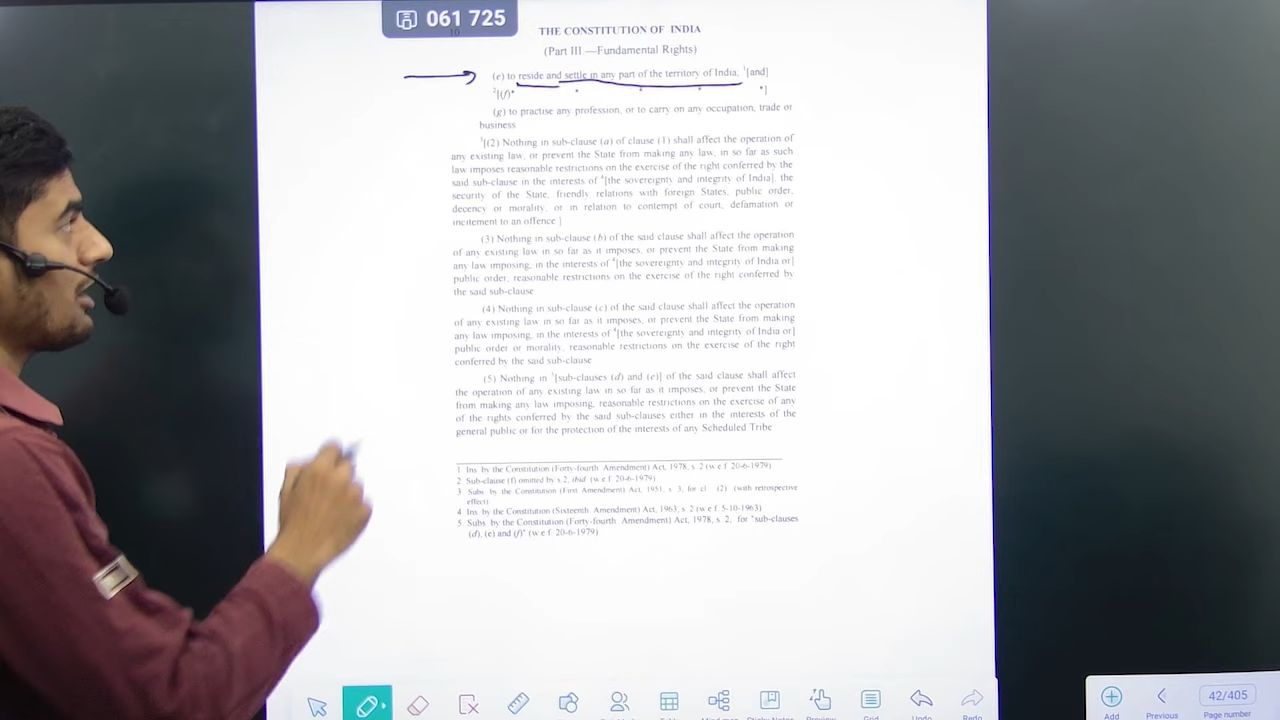 061 725
10
THE CONSTITUTION OF INDIA
(Part III.—Fundamental Rights)
(e) to reside and settle in any part of the territory of India, 1[and]
2[(f)* * * * *]
(g) to practise any profession, or to carry on any occupation, trade or
business
3[(2) Nothing in sub-clause (a) of clause (1) shall affect the operation of
any existing law, or prevent the State from making any law, in so far as such
law imposes reasonable restrictions on the exercise of the right conferred by the
said sub-clause in the interests of 4[the sovereignty and integrity of India], the
security of the State, friendly relations with foreign States, public order,
decency or morality, or in relation to contempt of court, defamation or
incitement to an offence ]
(3) Nothing in sub-clause (b) of the said clause shall affect the operation
of any existing law in so far as it imposes, or prevent the State from making
any law imposing, in the interests of 4[the sovereignty and integrity of India or]
public order, reasonable restrictions on the exercise of the right conferred by
the said sub-clause
(4) Nothing in sub-clause (c) of the said clause shall affect the operation
of any existing law in so far as it imposes, or prevent the State from making
any law imposing, in the interests of 4[the sovereignty and integrity of India or]
public order or morality, reasonable restrictions on the exercise of the right
conferred by the said sub-clause
(5) Nothing in 5[sub-clauses (d) and (e)] of the said clause shall affect
the operation of any existing law in so far as it imposes, or prevent the State
from making any law imposing, reasonable restrictions on the exercise of any
of the rights conferred by the said sub-clauses either in the interests of the
general public or for the protection of the interests of any Scheduled Tribe
1 Ins. by the Constitution (Forty-fourth Amendment) Act, 1978, s. 2 (w e f 20-6-1979)
2 Sub-clause (f) omitted by s 2, ibid (w e f 20-6-1979)
3 Subs by the Constitution (First Amendment) Act, 1951, s 3, for cl (2) (with retrospective
effect)
4 Ins. by the Constitution (Sixteenth Amendment) Act, 1963, s 2 (w e f 5-10-1963)
5 Subs by the Constitution (Forty-fourth Amendment) Act, 1978, s 2, for "sub-clauses
(d), (e) and (f)" (w e f 20-6-1979)
42/405
Add Previous Page number
Grid Undo Redo